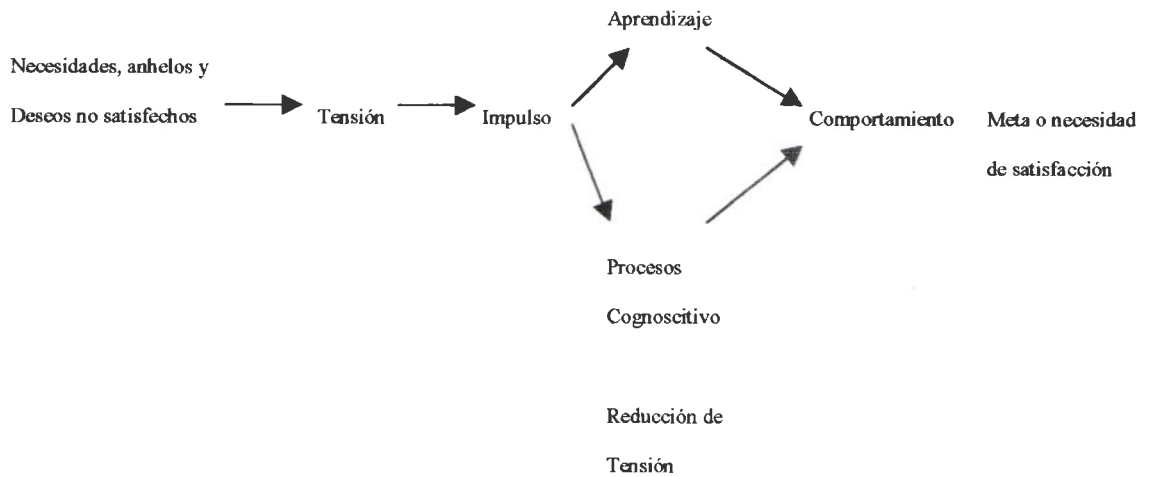 Aprendizaje
Necesidades, anhelos y
Deseos no satisfechos
Tensión
Impulso
Comportamiento
Meta o necesidad
de satisfacción
Procesos
Cognoscitivo
Reducción de
Tensión